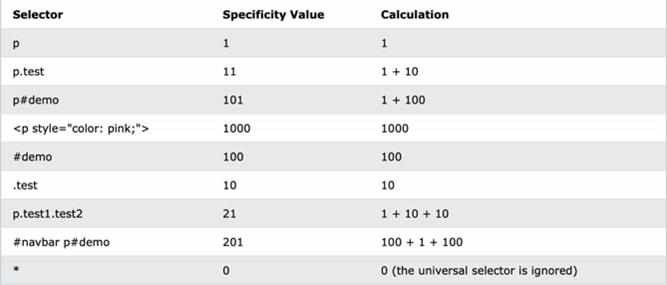 Selector Specificity Value Calculation
p 1 1
p.test 11 1 + 10
p#demo 101 1 + 100
<p style="color: pink;"> 1000 1000
#demo 100 100
.test 10 10
p.test1.test2 21 1 + 10 + 10
#navbar p#demo 201 100 + 1 + 100
* 0 0 (the universal selector is ignored)